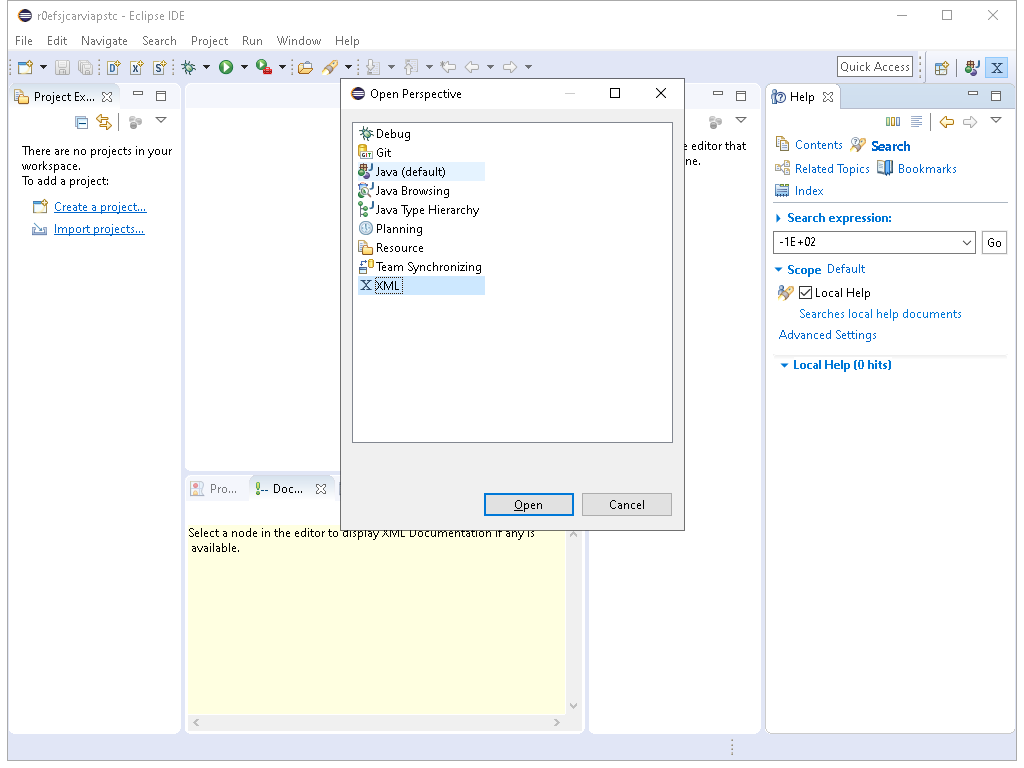 r0efsjcarviapstc - Eclipse IDE
File Edit Navigate Search Project Run Window Help
Quick Access
Project Ex...
There are no projects in your
workspace.
To add a project:
Create a project...
Import projects...
Open Perspective
Debug
Git
Java (default)
Java Browsing
Java Type Hierarchy
Planning
Resource
Team Synchronizing
XML
Open Cancel
editor that
ne.
Pro... Doc...
Select a node in the editor to display XML Documentation if any is
available.
Help
Contents Search
Related Topics Bookmarks
Index
Search expression:
-1E+02 Go
Scope Default
Local Help
Searches local help documents
Advanced Settings
Local Help (0 hits)